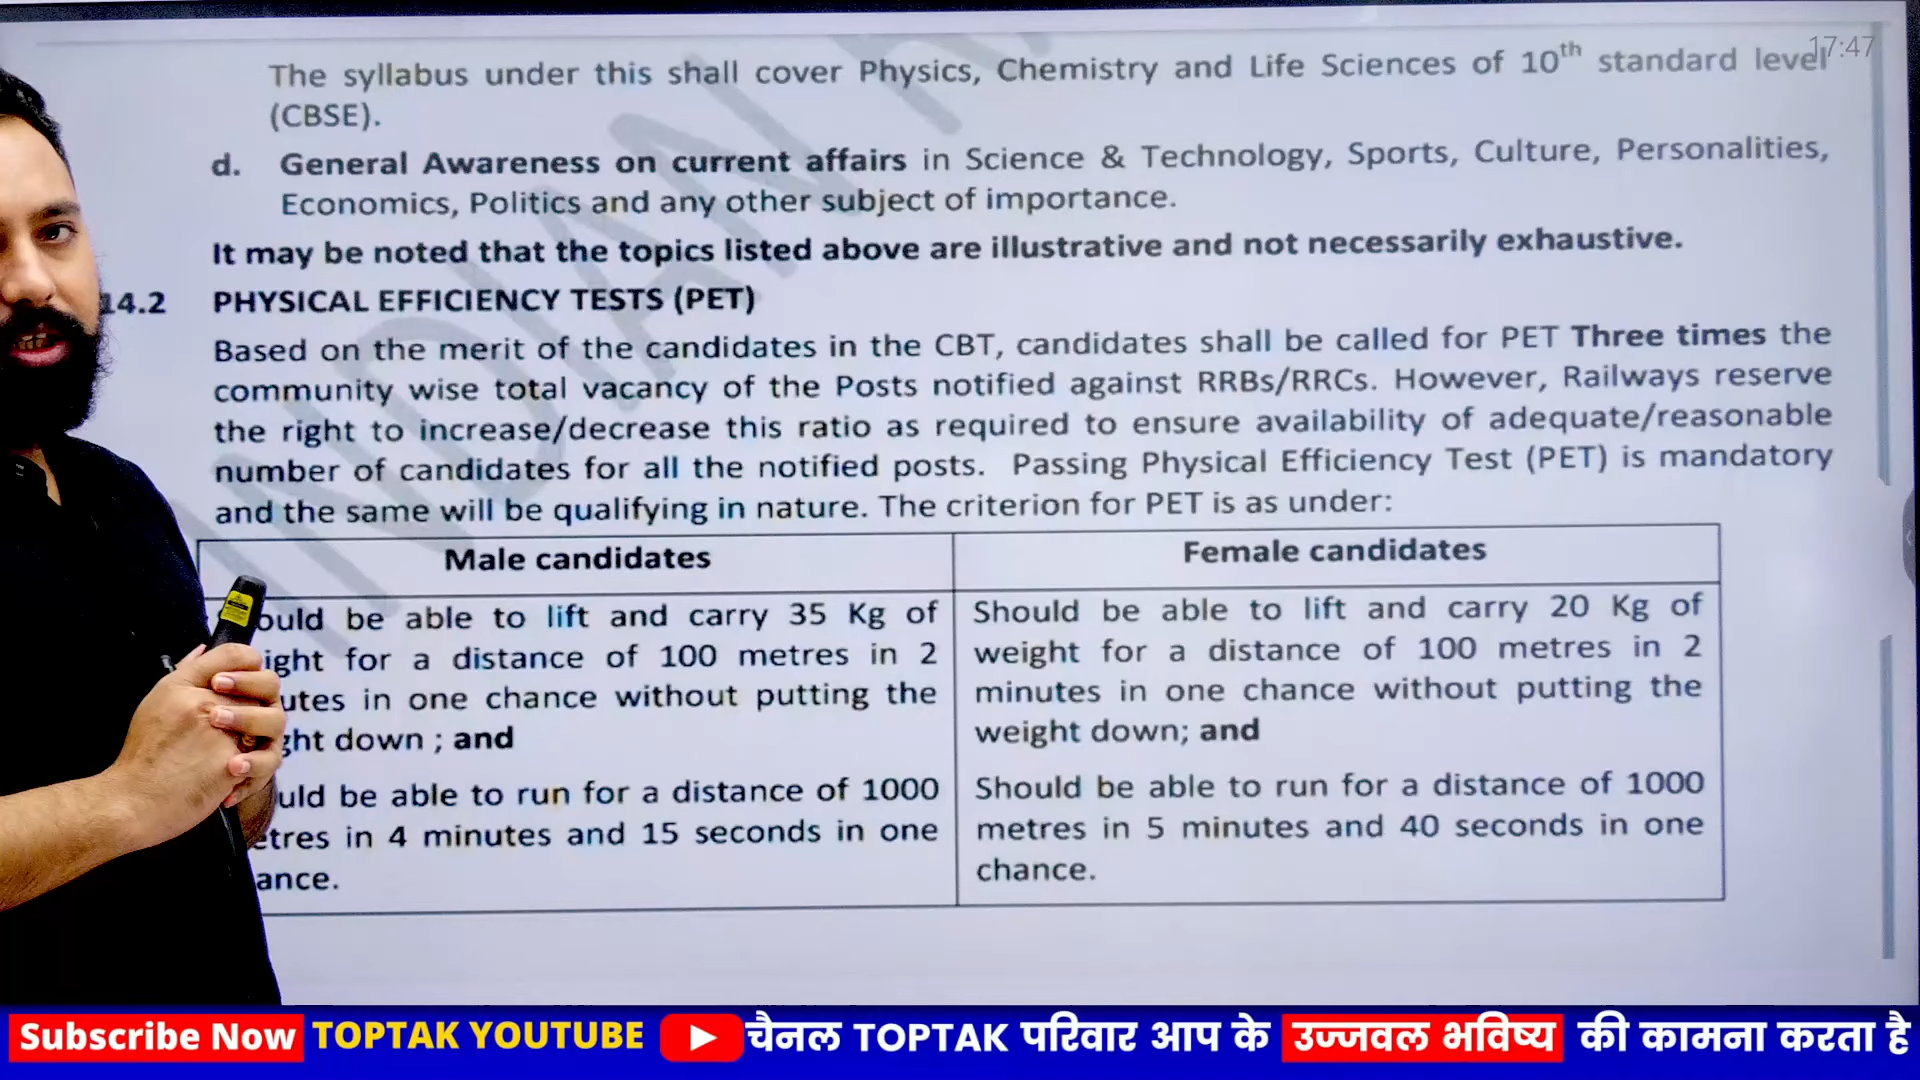 17:47
The syllabus under this shall cover Physics, Chemistry and Life Sciences of 10th standard level
(CBSE).
d. General Awareness on current affairs in Science & Technology, Sports, Culture, Personalities,
Economics, Politics and any other subject of importance.
It may be noted that the topics listed above are illustrative and not necessarily exhaustive.
14.2 PHYSICAL EFFICIENCY TESTS (PET)
Based on the merit of the candidates in the CBT, candidates shall be called for PET Three times the
community wise total vacancy of the Posts notified against RRBs/RRCs. However, Railways reserve
the right to increase/decrease this ratio as required to ensure availability of adequate/reasonable
number of candidates for all the notified posts. Passing Physical Efficiency Test (PET) is mandatory
and the same will be qualifying in nature. The criterion for PET is as under:
Male candidates
ould be able to lift and carry 35 Kg of
ight for a distance of 100 metres in 2
utes in one chance without putting the
ght down ; and
uld be able to run for a distance of 1000
etres in 4 minutes and 15 seconds in one
ance.
Female candidates
Should be able to lift and carry 20 Kg of
weight for a distance of 100 metres in 2
minutes in one chance without putting the
weight down; and
Should be able to run for a distance of 1000
metres in 5 minutes and 40 seconds in one
chance.
Subscribe Now TOPTAK YOUTUBE चैनल TOPTAK परिवार आप के उज्जवल भविष्य की कामना करता है